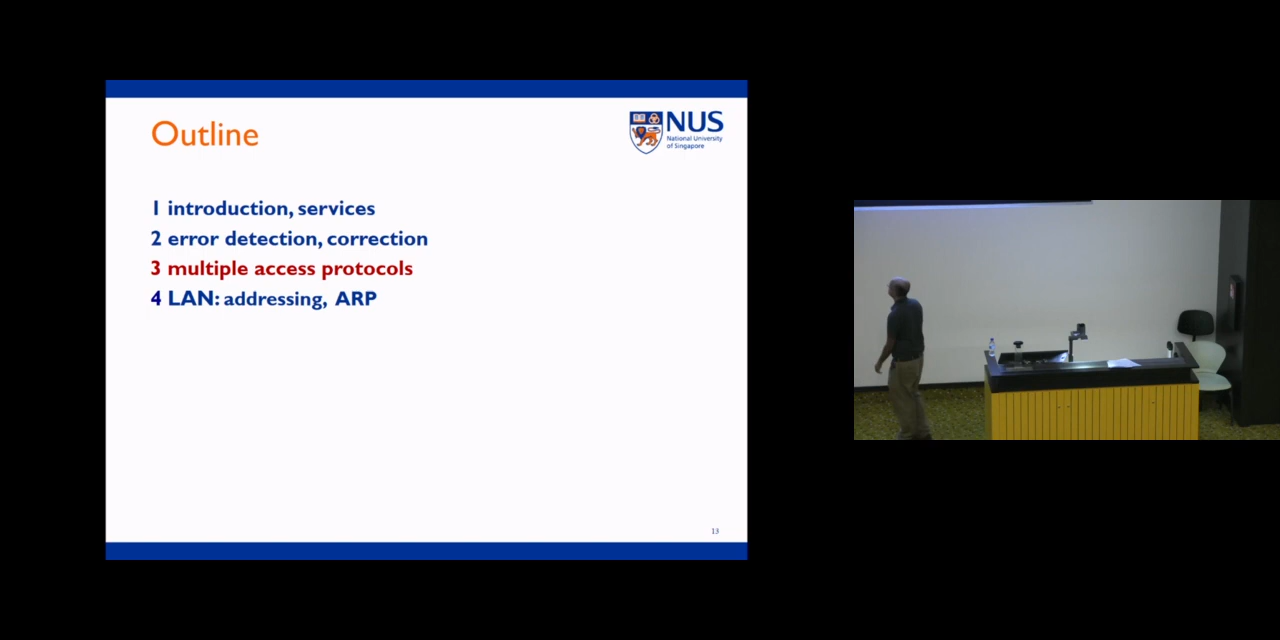 Outline
NUS
National University
of Singapore
1 introduction, services
2 error detection, correction
3 multiple access protocols
4 LAN: addressing, ARP
13